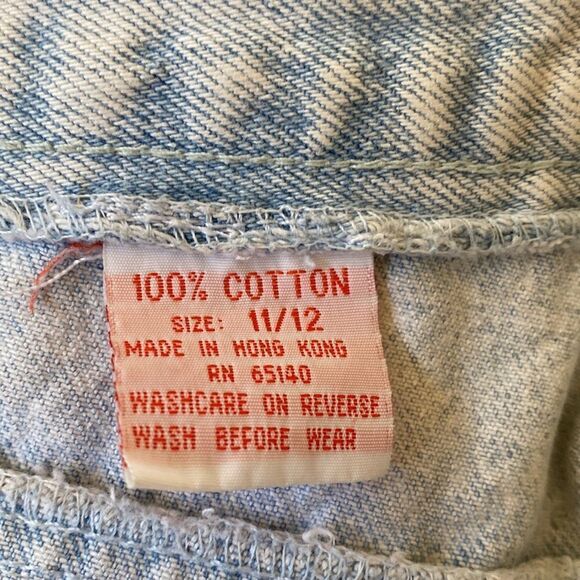 100% COTTON
SIZE: 11/12
MADE IN HONG KONG
RN 65140
WASHCARE ON REVERSE
WASH BEFORE WEAR